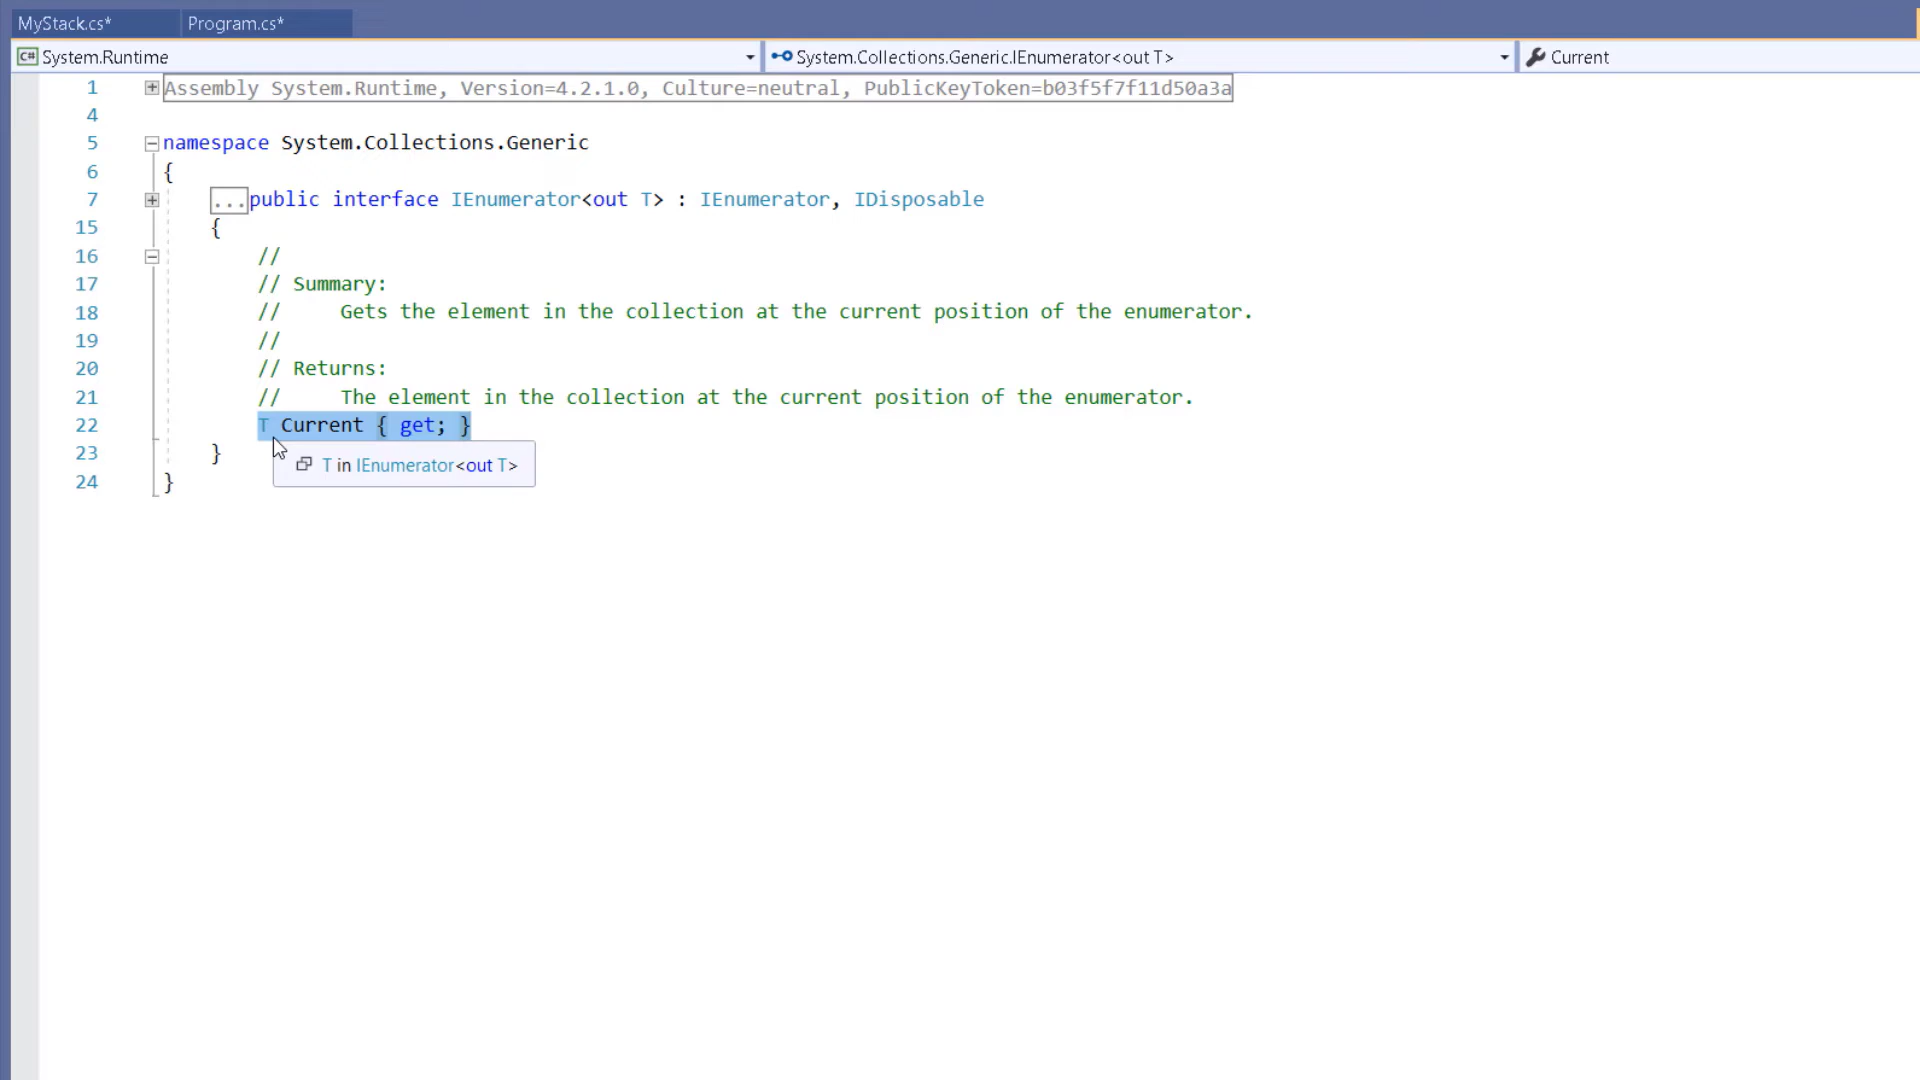 MyStack.cs* Program.cs*
C# System.Runtime System.Collections.Generic.IEnumerator<out T> Current
1 Assembly System.Runtime, Version=4.2.1.0, Culture=neutral, PublicKeyToken=b03f5f7f11d50a3a
4
5 namespace System.Collections.Generic
6 {
7 ...public interface IEnumerator<out T> : IEnumerator, IDisposable
15 {
16 //
17 // Summary:
18 //     Gets the element in the collection at the current position of the enumerator.
19 //
20 // Returns:
21 //     The element in the collection at the current position of the enumerator.
22 T Current { get; }
23 }
T in IEnumerator<out T>
24 }